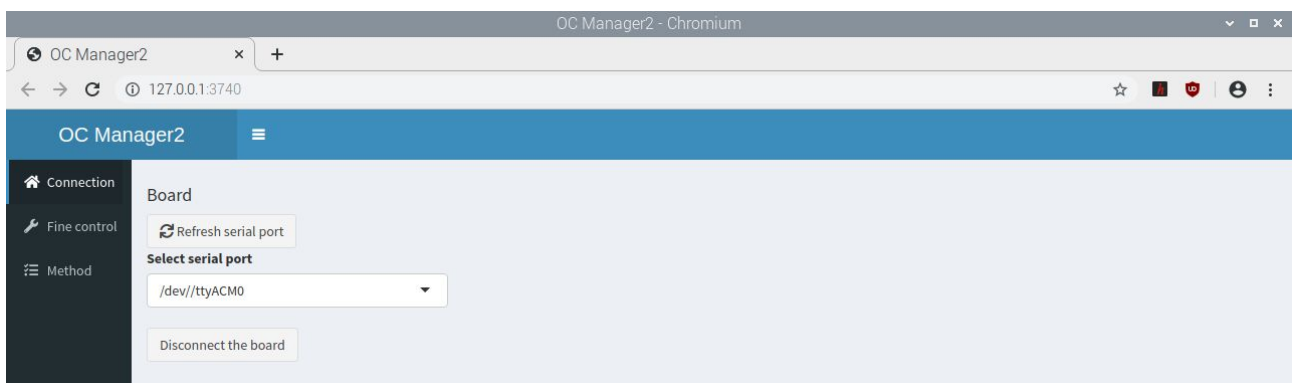 OC Manager2 - Chromium
OC Manager2
127.0.0.1:3740
OC Manager2
Connection
Fine control
Method
Board
Refresh serial port
Select serial port
/dev//ttyACM0
Disconnect the board